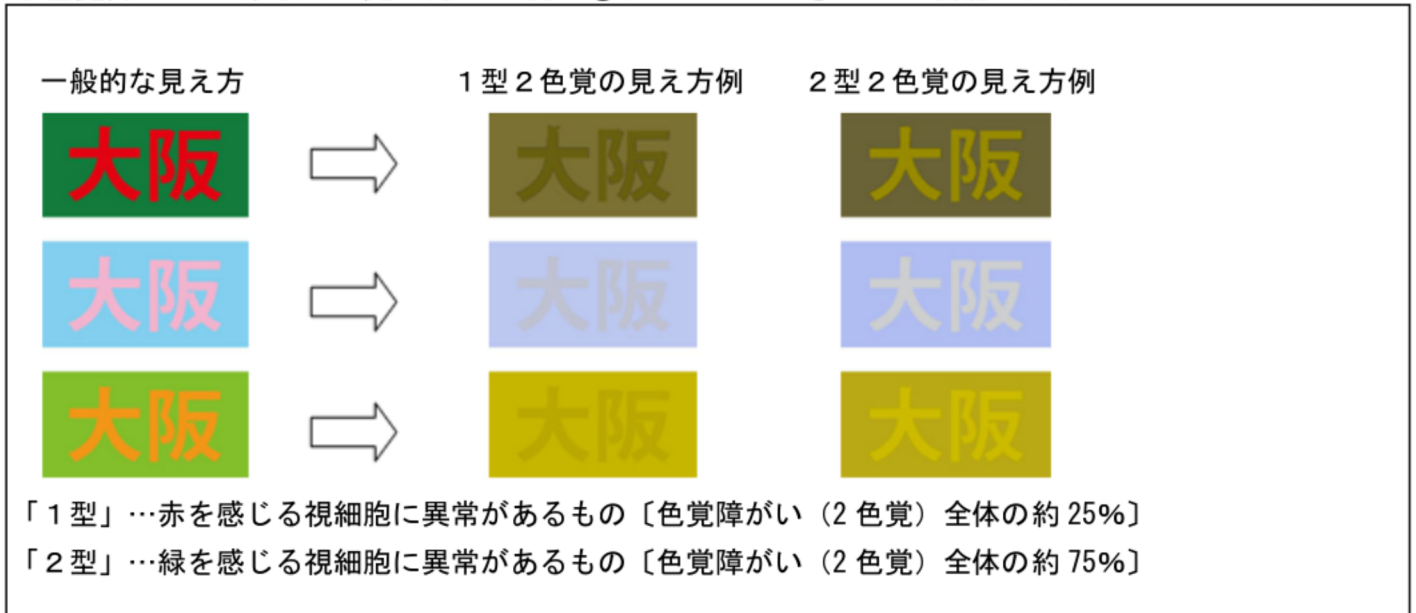 一般的な見え方 1型2色覚の見え方例 2型2色覚の見え方例
大阪 大阪 大阪
大阪 大阪 大阪
大阪 大阪 大阪
「1型」…赤を感じる視細胞に異常があるもの〔色覚障がい（2色覚）全体の約25%〕
「2型」…緑を感じる視細胞に異常があるもの〔色覚障がい（2色覚）全体の約75%〕